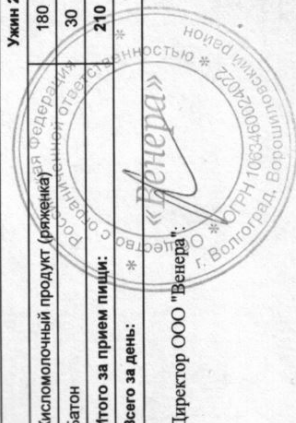 Ужин 2
Кисломолочный продукт (ряженка) 180
Батон 30
Итого за прием пищи: 210
Всего за день:
Директор ООО "Венера":
Российская Федерация
Общество с ограниченной ответственностью
«Венера»
ОГРН 1063460024022
г. Волгоград, Ворошиловский район